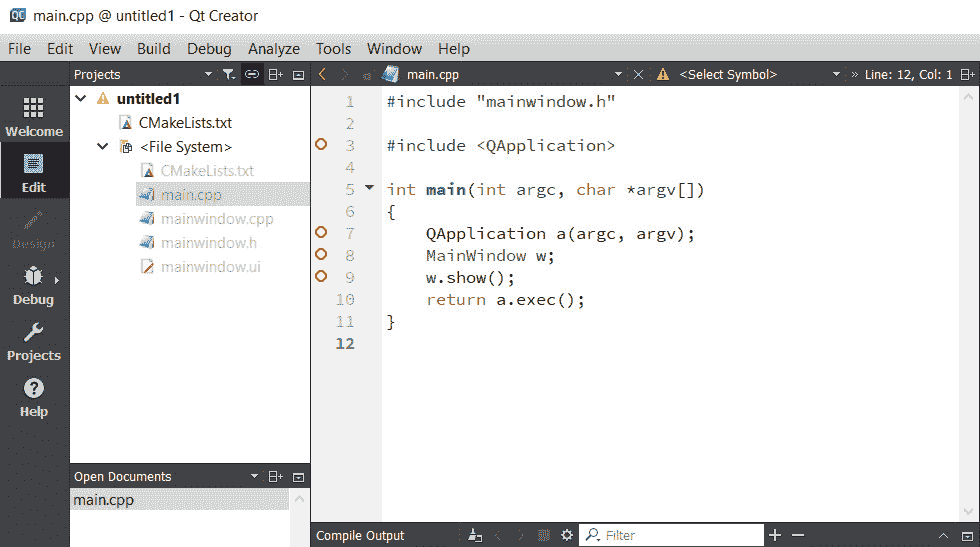 main.cpp @ untitled1 - Qt Creator
File Edit View Build Debug Analyze Tools Window Help
Projects
main.cpp
<Select Symbol>
» Line: 12, Col: 1
Welcome
Edit
Design
Debug
Projects
Help
untitled1
CMakeLists.txt
<File System>
CMakeLists.txt
main.cpp
mainwindow.cpp
mainwindow.h
mainwindow.ui
1 #include "mainwindow.h"
2
3 #include <QApplication>
4
5 int main(int argc, char *argv[])
6 {
7     QApplication a(argc, argv);
8     MainWindow w;
9     w.show();
10     return a.exec();
11 }
12
Open Documents
main.cpp
Compile Output
Filter